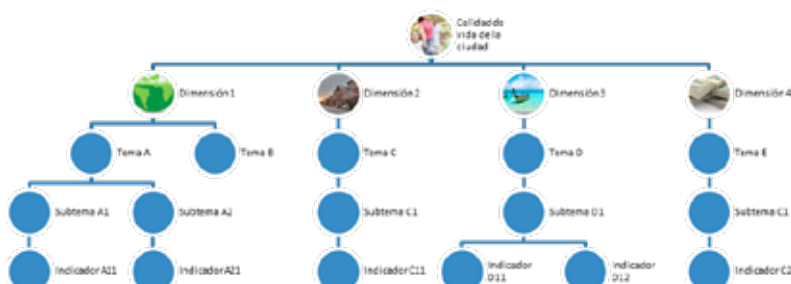 Calidad de
vida de la
ciudad
Dimensión 1
Dimensión 2
Dimensión 3
Dimensión 4
Tema A
Tema B
Tema C
Tema D
Tema E
Subtema A1
Subtema A2
Subtema C1
Subtema D1
Subtema C1
Indicador A11
Indicador A21
Indicador C11
Indicador
D11
Indicador
D12
Indicador C2